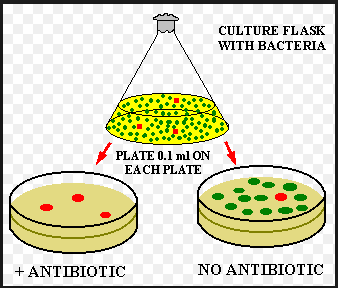 CULTURE FLASK
WITH BACTERIA
PLATE 0.1 ml ON
EACH PLATE
+ ANTIBIOTIC
NO ANTIBIOTIC